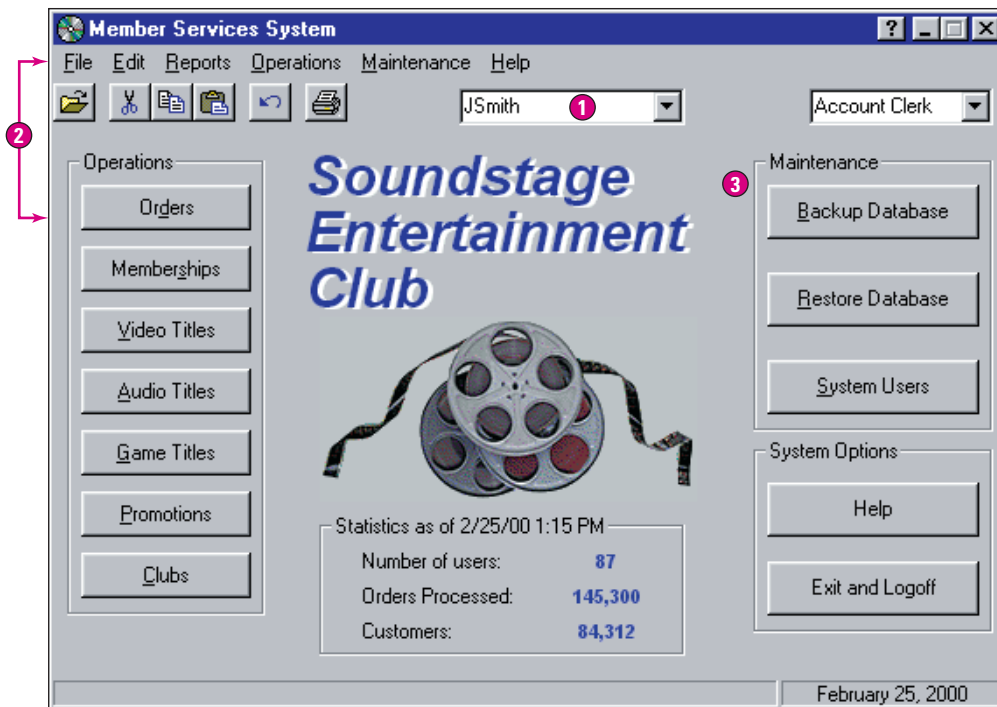 Member Services System
File Edit Reports Operations Maintenance Help
JSmith 1 Account Clerk
2
Operations
Orders
Memberships
Video Titles
Audio Titles
Game Titles
Promotions
Clubs
Soundstage
Entertainment
Club
Statistics as of 2/25/00 1:15 PM
Number of users: 87
Orders Processed: 145,300
Customers: 84,312
3
Maintenance
Backup Database
Restore Database
System Users
System Options
Help
Exit and Logoff
February 25, 2000